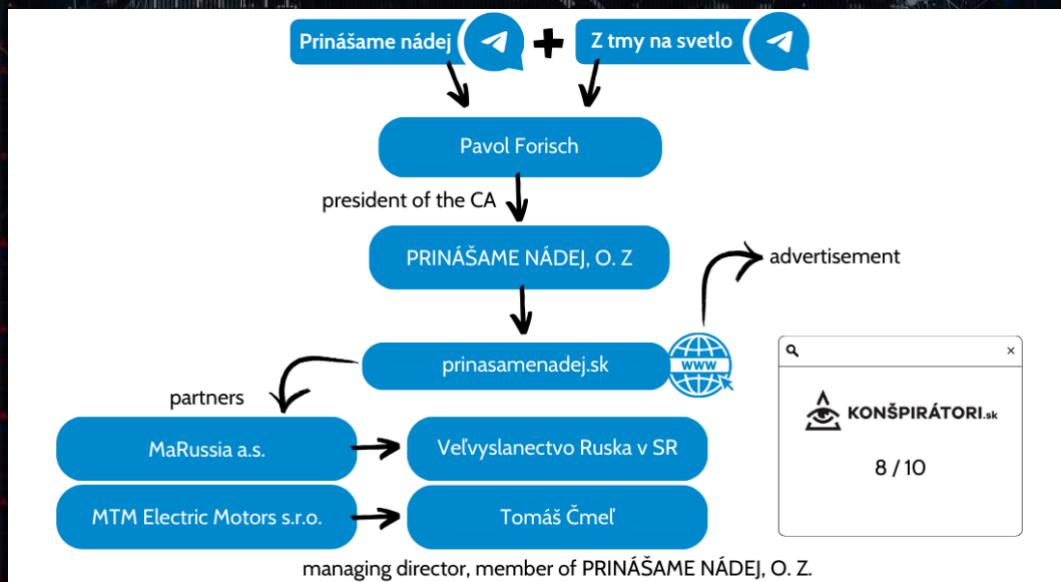 Prinášame nádej
Z tmy na svetlo
Pavol Forisch
president of the CA
PRINÁŠAME NÁDEJ, O. Z
advertisement
prinasamenadej.sk
WWW
partners
KONŠPIRÁTORI.sk
8 / 10
MaRussia a.s.
Veľvyslanectvo Ruska v SR
MTM Electric Motors s.r.o.
Tomáš Čmeľ
managing director, member of PRINÁŠAME NÁDEJ, O. Z.